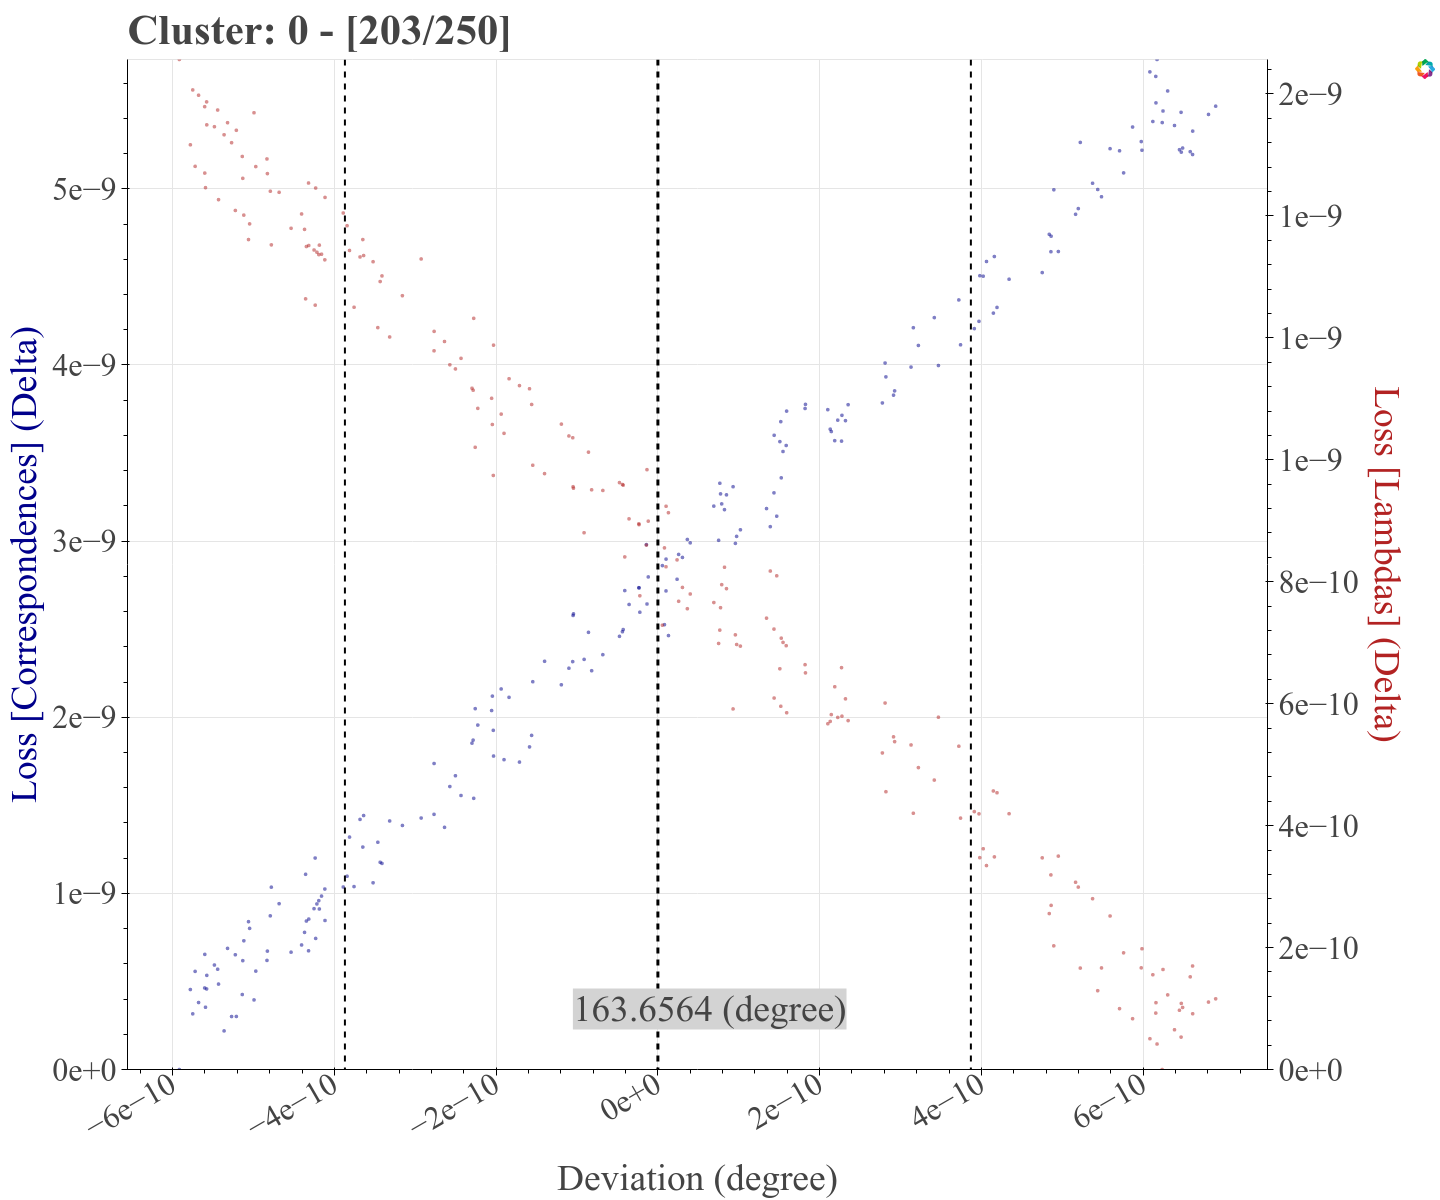 Cluster: 0 - [203/250]
5e−9
4e−9
3e−9
2e−9
1e−9
0e+0
Loss [Correspondences] (Delta)
2e−9
1e−9
1e−9
1e−9
8e−10
6e−10
4e−10
2e−10
0e+0
Loss [Lambdas] (Delta)
163.6564 (degree)
−6e−10
−4e−10
−2e−10
0e+0
2e−10
4e−10
6e−10
Deviation (degree)